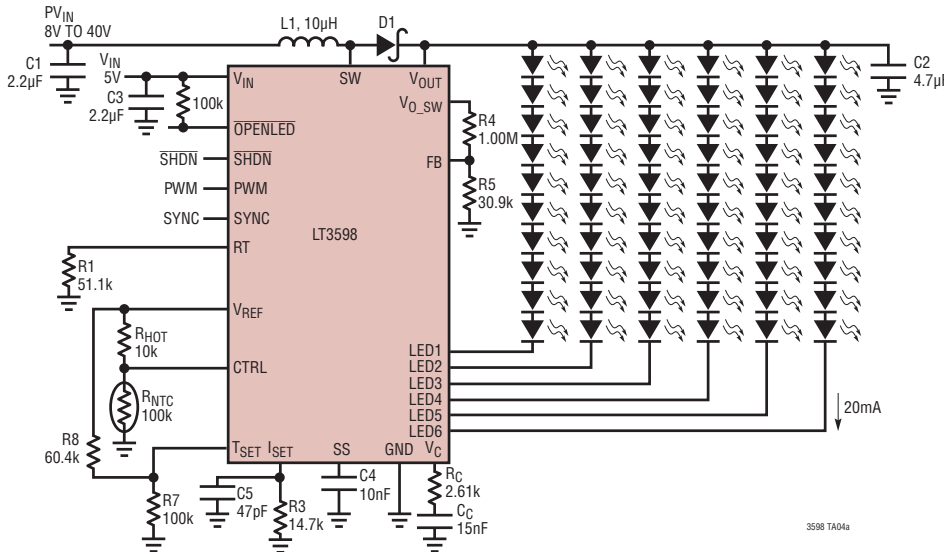 PVIN
8V TO 40V
C1
2.2µF
L1, 10µH
D1
C2
4.7µF
VIN
5V
C3
2.2µF
100k
VIN
SW
VOUT
VO_SW
R4
1.00M
FB
R5
30.9k
OPENLED
SHDN
SHDN
PWM
PWM
SYNC
SYNC
LT3598
RT
R1
51.1k
VREF
RHOT
10k
CTRL
RNTC
100k
LED1
LED2
LED3
LED4
LED5
LED6
20mA
R8
60.4k
TSET
ISET
SS
GND
VC
R7
100k
C5
47pF
R3
14.7k
C4
10nF
RC
2.61k
CC
15nF
3598 TA04a